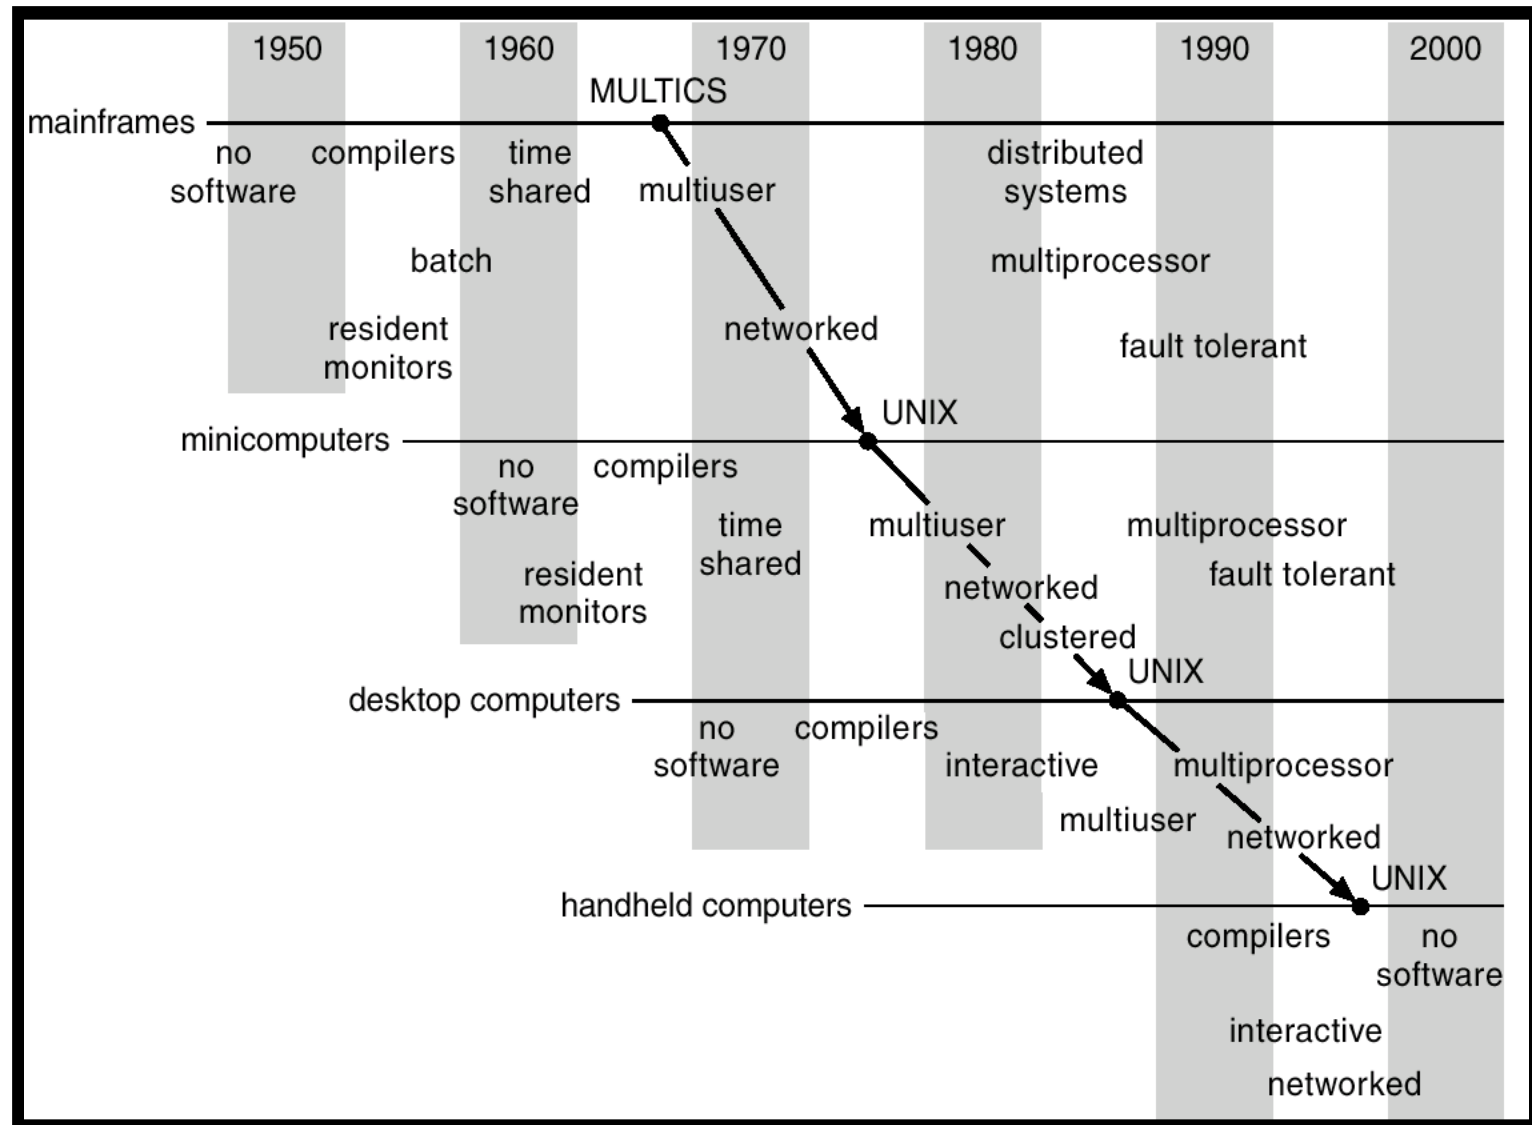 1950 1960 1970 1980 1990 2000
MULTICS
mainframes
no compilers time distributed
software shared multiuser systems
batch multiprocessor
resident networked
monitors fault tolerant
UNIX
minicomputers
no compilers
software
time multiuser multiprocessor
shared
resident networked fault tolerant
monitors
clustered
UNIX
desktop computers
no compilers
software interactive multiprocessor
multiuser networked
UNIX
handheld computers
compilers no
software
interactive
networked